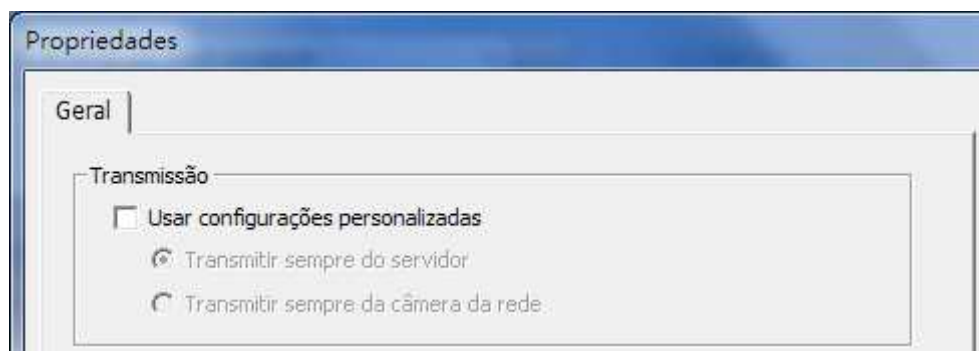 Propriedades
Geral
Transmissão
Usar configurações personalizadas
Transmitir sempre do servidor
Transmitir sempre da câmera da rede